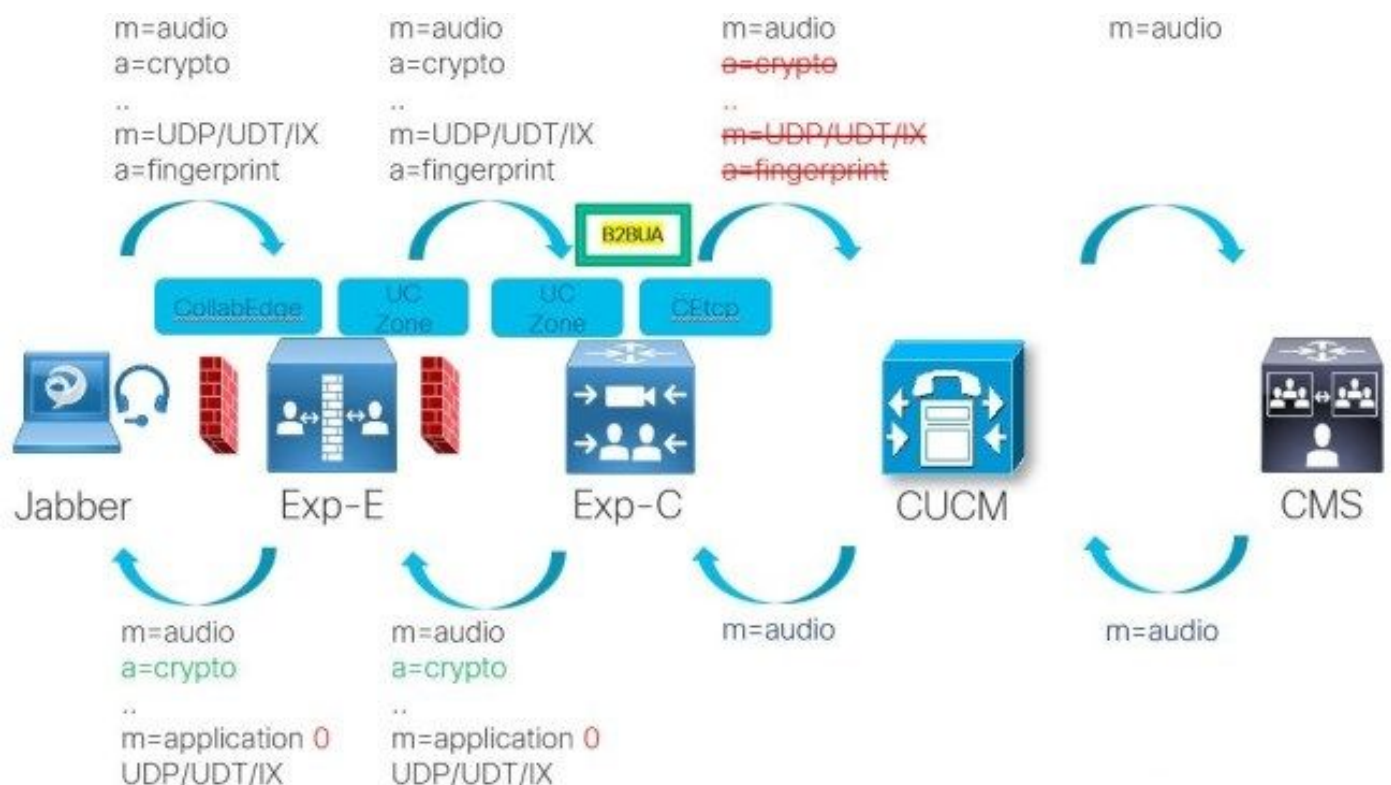 m=audio
a=crypto
..
m=UDP/UDT/IX
a=fingerprint
m=audio
a=crypto
..
m=UDP/UDT/IX
a=fingerprint
m=audio
a=crypto
..
m=UDP/UDT/IX
a=fingerprint
m=audio
B2BUA
CollabEdge
UC
Zone
UC
Zone
CEtcp
Jabber
Exp-E
Exp-C
CUCM
CMS
m=audio
a=crypto
..
m=application 0
UDP/UDT/IX
m=audio
a=crypto
..
m=application 0
UDP/UDT/IX
m=audio
m=audio